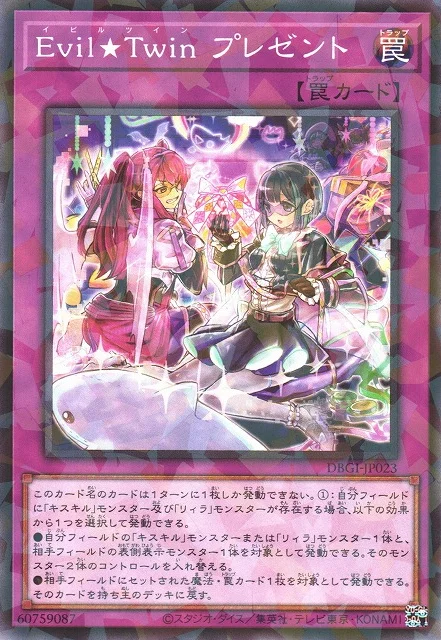 イビルツイン
Evil★Twin プレゼント
トラップ
罠
トラップ
【罠カード】
DBGI-JP023
このカード名のカードは1ターンに1枚しか発動できない。①:自分フィールド
に「キスキル」モンスター及び「リィラ」モンスターが存在する場合、以下の効果
から1つを選択して発動できる。
●自分フィールドの「キスキル」モンスターまたは「リィラ」モンスター1体と、
相手フィールドの表側表示モンスター1体を対象として発動できる。そのモン
スター2体のコントロールを入れ替える。
●相手フィールドにセットされた魔法・罠カード1枚を対象として発動できる。
そのカードを持ち主のデッキに戻す。
60759087
©スタジオ・ダイス/集英社・テレビ東京・KONAMI